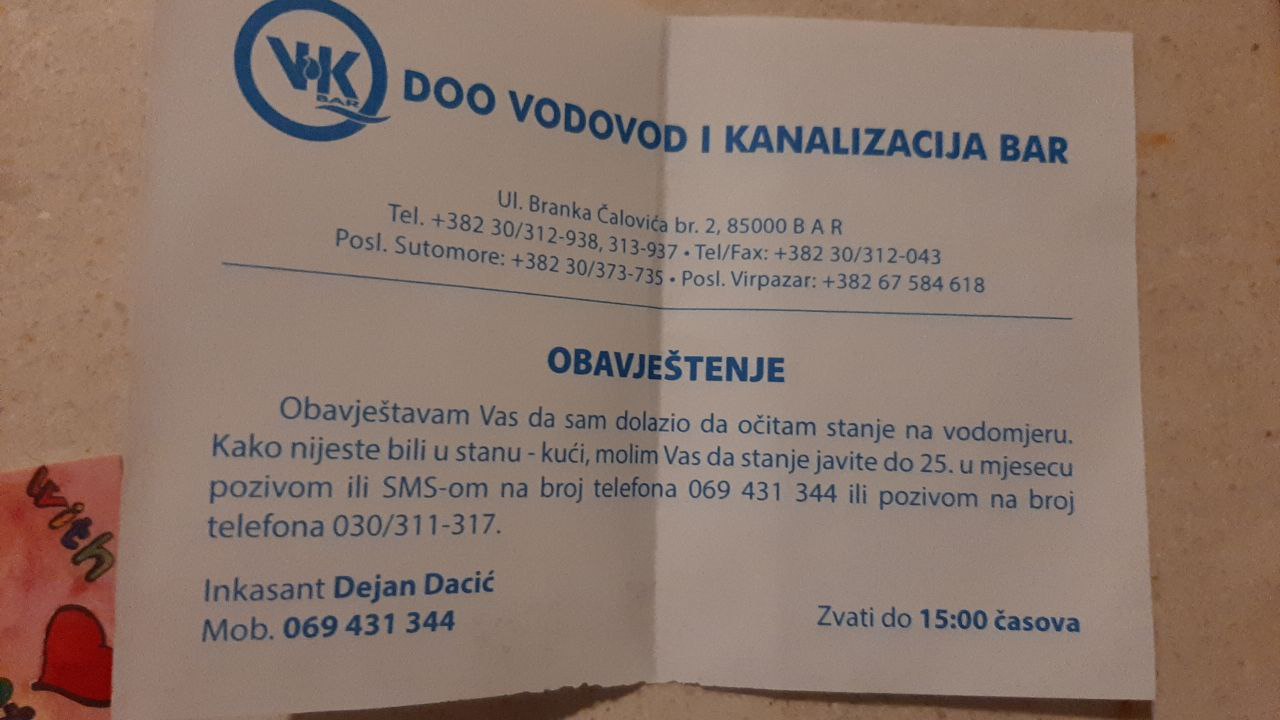 ViK
BAR
DOO VODOVOD I KANALIZACIJA BAR
Ul. Branka Čalovića br. 2, 85000 B A R
Tel. +382 30/312-938, 313-937 • Tel/Fax: +382 30/312-043
Posl. Sutomore: +382 30/373-735 • Posl. Virpazar: +382 67 584 618
OBAVJEŠTENJE
Obavještavam Vas da sam dolazio da očitam stanje na vodomjeru.
Kako nijeste bili u stanu - kući, molim Vas da stanje javite do 25. u mjesecu
pozivom ili SMS-om na broj telefona 069 431 344 ili pozivom na broj
telefona 030/311-317.
Inkasant Dejan Dacić
Mob. 069 431 344
Zvati do 15:00 časova
with